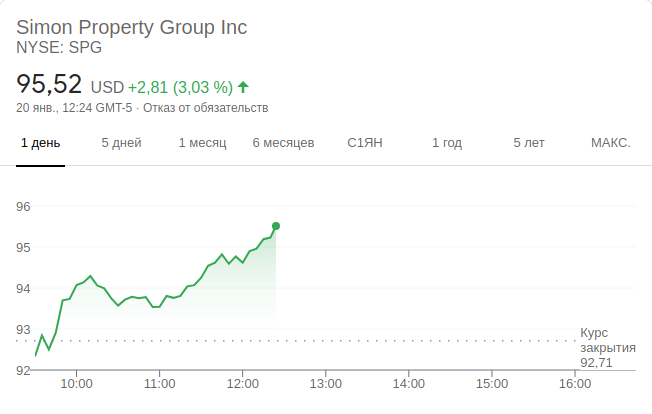 Simon Property Group Inc
NYSE: SPG
95,52 USD +2,81 (3,03 %)
20 янв., 12:24 GMT-5 · Отказ от обязательств
1 день 5 дней 1 месяц 6 месяцев С1ЯН 1 год 5 лет МАКС.
96
95
94
93
92
Курс
закрытия
92,71
10:00 11:00 12:00 13:00 14:00 15:00 16:00